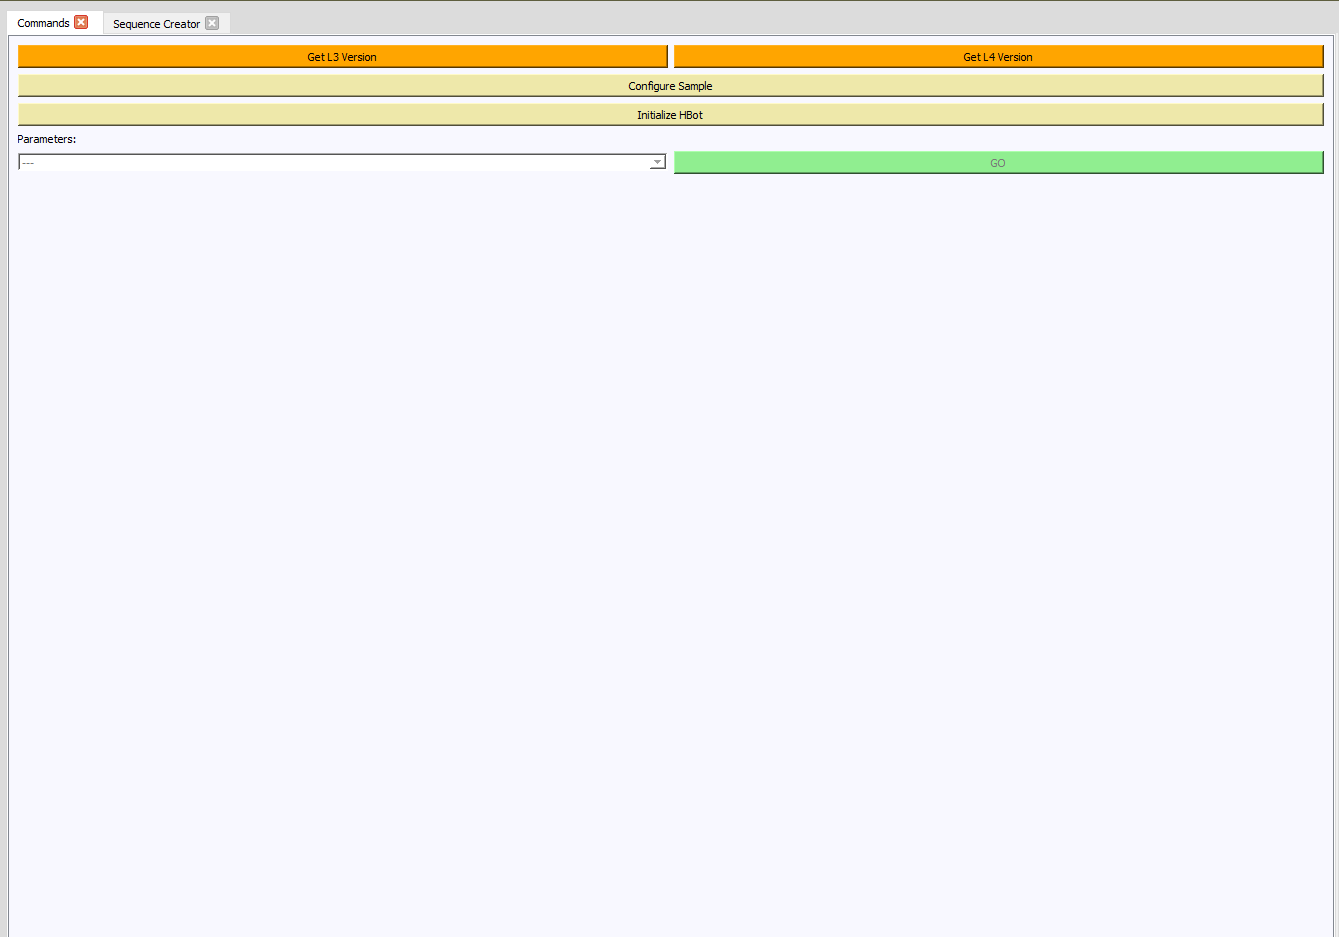 Commands Sequence Creator
Get L3 Version Get L4 Version
Configure Sample
Initialize HBot
Parameters:
--- GO